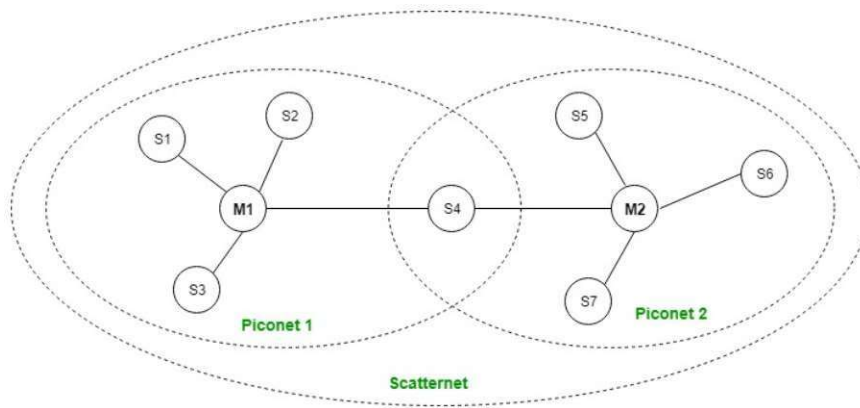 S1
S2
M1
S3
S4
S5
S6
M2
S7
Piconet 1
Piconet 2
Scatternet